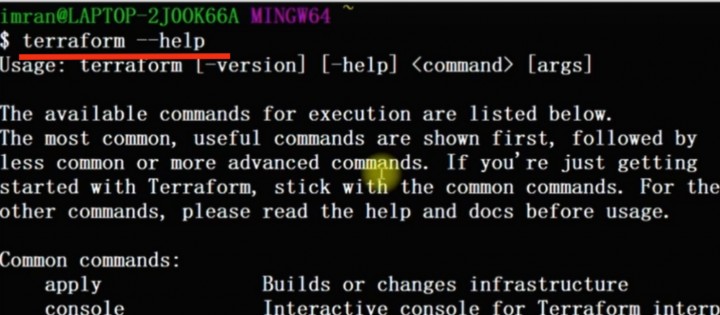 imran@LAPTOP-2J00K66A MINGW64 ~
$ terraform --help
Usage: terraform [-version] [-help] <command> [args]
The available commands for execution are listed below.
The most common, useful commands are shown first, followed by
less common or more advanced commands. If you're just getting
started with Terraform, stick with the common commands. For the
other commands, please read the help and docs before usage.
Common commands:
apply Builds or changes infrastructure
console Interactive console for Terraform interp